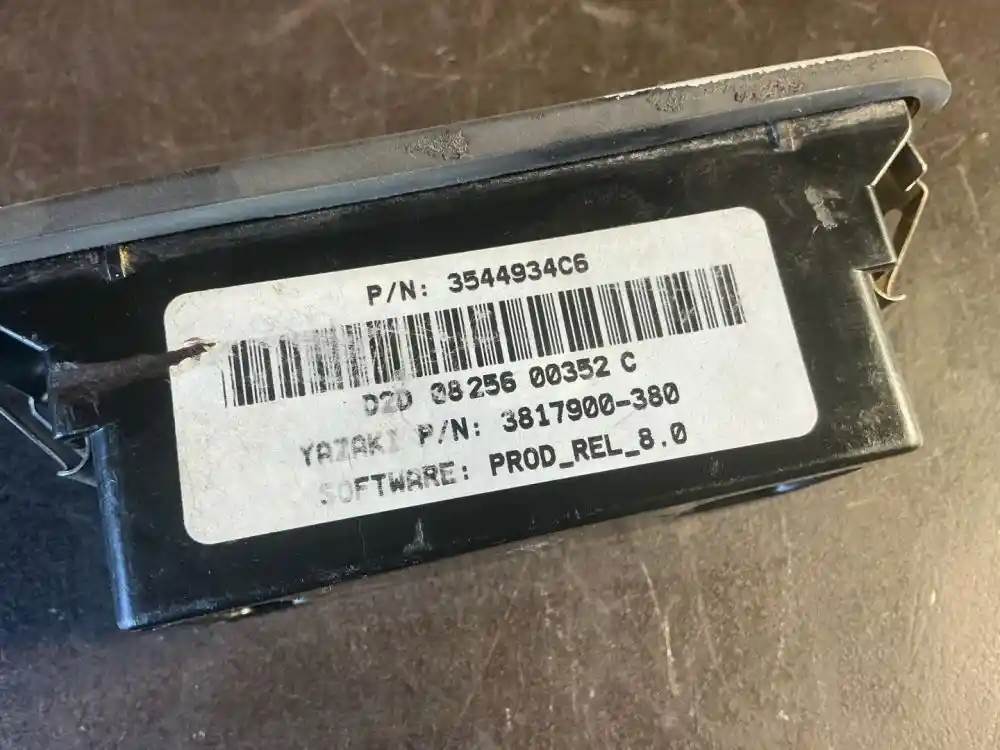 P/N: 3544934C6
D2D 08256 00352 C
YAZAKI P/N: 3817900-380
SOFTWARE: PROD_REL_8.0